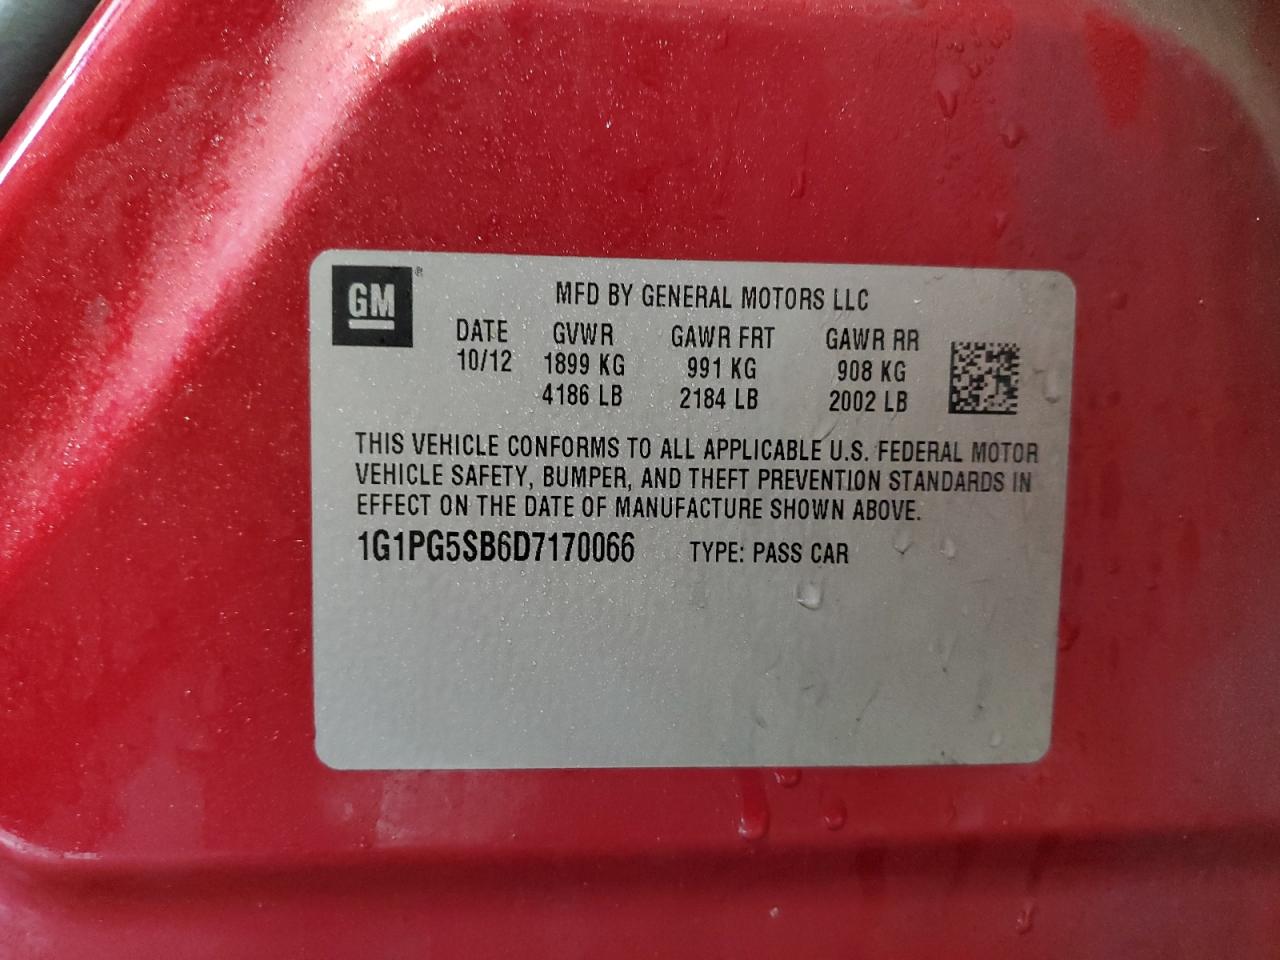 GM®
MFD BY GENERAL MOTORS LLC
DATE GVWR GAWR FRT GAWR RR
10/12 1899 KG 991 KG 908 KG
4186 LB 2184 LB 2002 LB
THIS VEHICLE CONFORMS TO ALL APPLICABLE U.S. FEDERAL MOTOR
VEHICLE SAFETY, BUMPER, AND THEFT PREVENTION STANDARDS IN
EFFECT ON THE DATE OF MANUFACTURE SHOWN ABOVE.
1G1PG5SB6D7170066 TYPE: PASS CAR